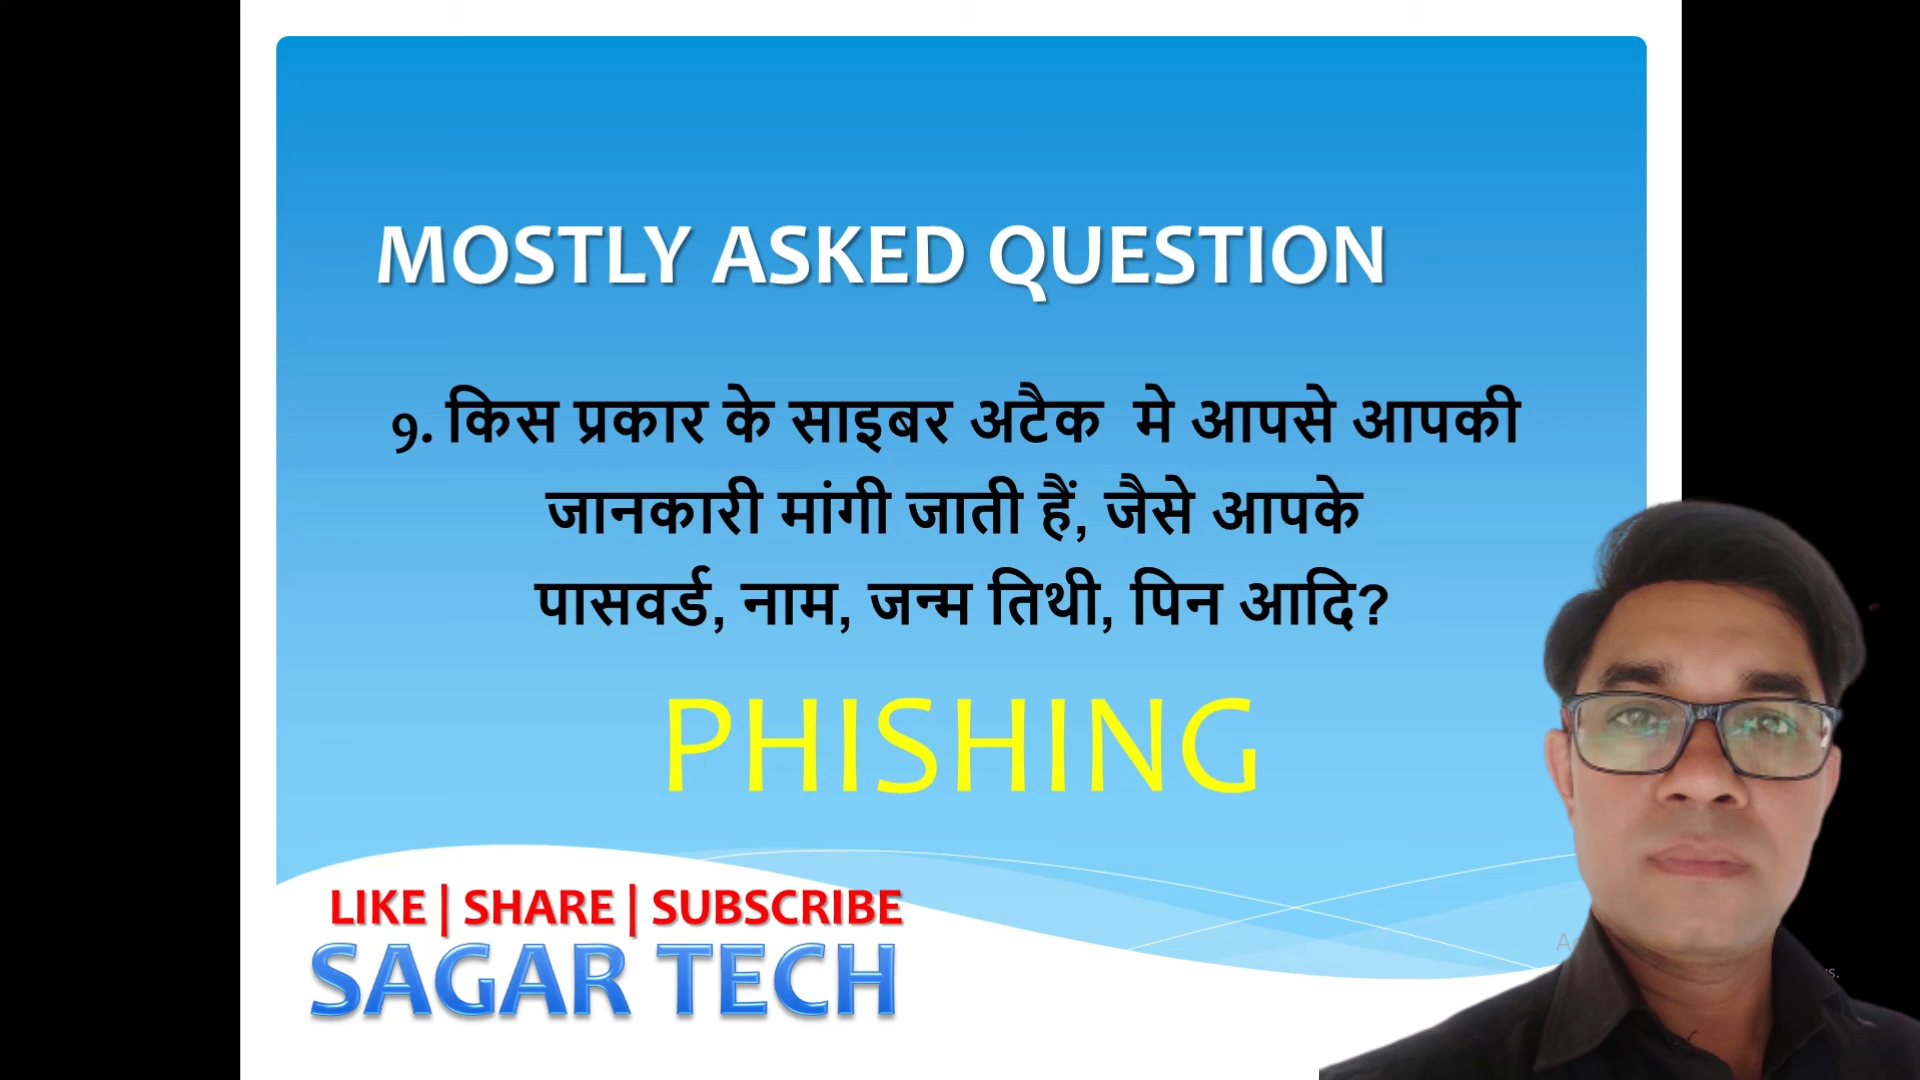 MOSTLY ASKED QUESTION
9. किस प्रकार के साइबर अटैक मे आपसे आपकी
जानकारी मांगी जाती हैं, जैसे आपके
पासवर्ड, नाम, जन्म तिथी, पिन आदि?
PHISHING
LIKE | SHARE | SUBSCRIBE
SAGAR TECH